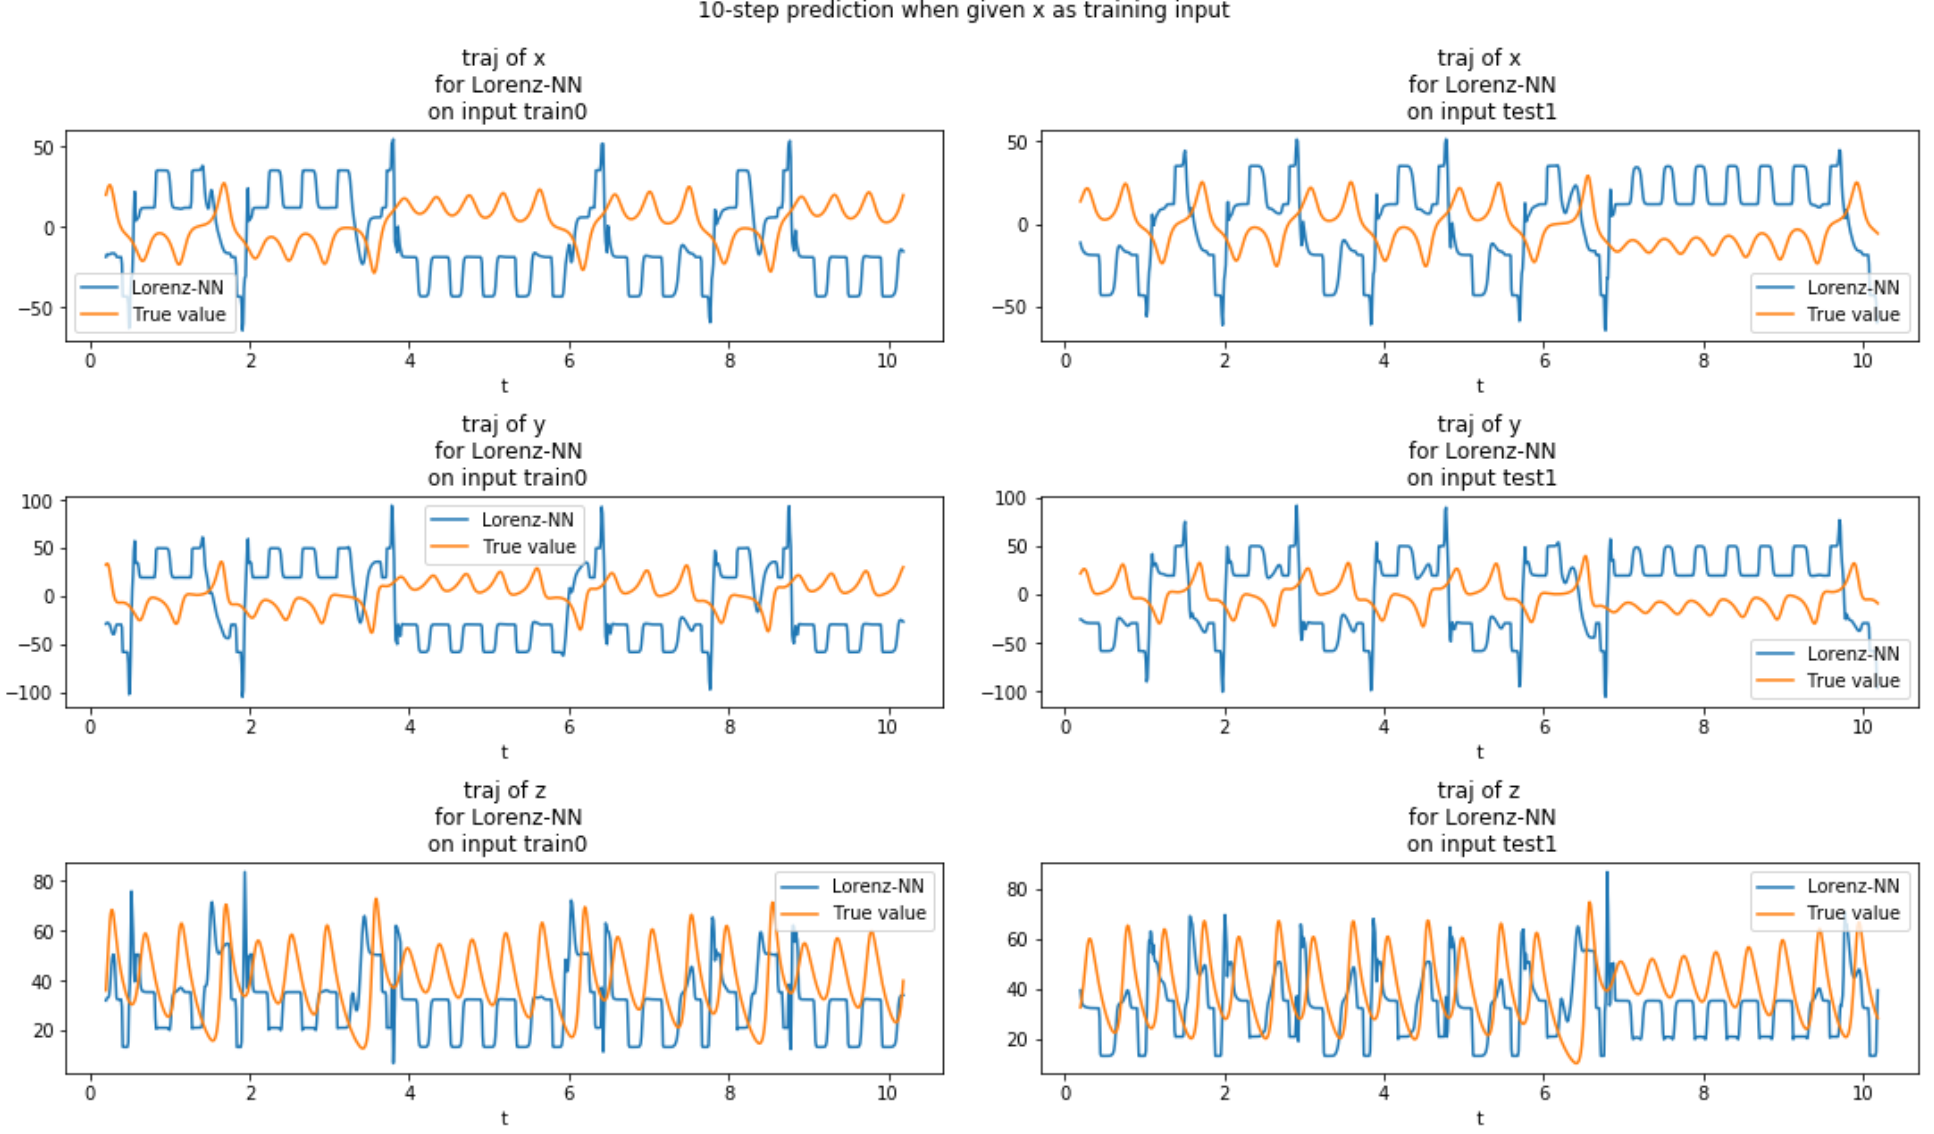 10-step prediction when given x as training input
traj of x
for Lorenz-NN
on input train0
50
0
−50
Lorenz-NN
True value
0 2 4 6 8 10
t
traj of x
for Lorenz-NN
on input test1
50
0
−50
Lorenz-NN
True value
0 2 4 6 8 10
t
traj of y
for Lorenz-NN
on input train0
100
50
0
−50
−100
Lorenz-NN
True value
0 2 4 6 8 10
t
traj of y
for Lorenz-NN
on input test1
100
50
0
−50
−100
Lorenz-NN
True value
0 2 4 6 8 10
t
traj of z
for Lorenz-NN
on input train0
80
60
40
20
Lorenz-NN
True value
0 2 4 6 8 10
t
traj of z
for Lorenz-NN
on input test1
80
60
40
20
Lorenz-NN
True value
0 2 4 6 8 10
t